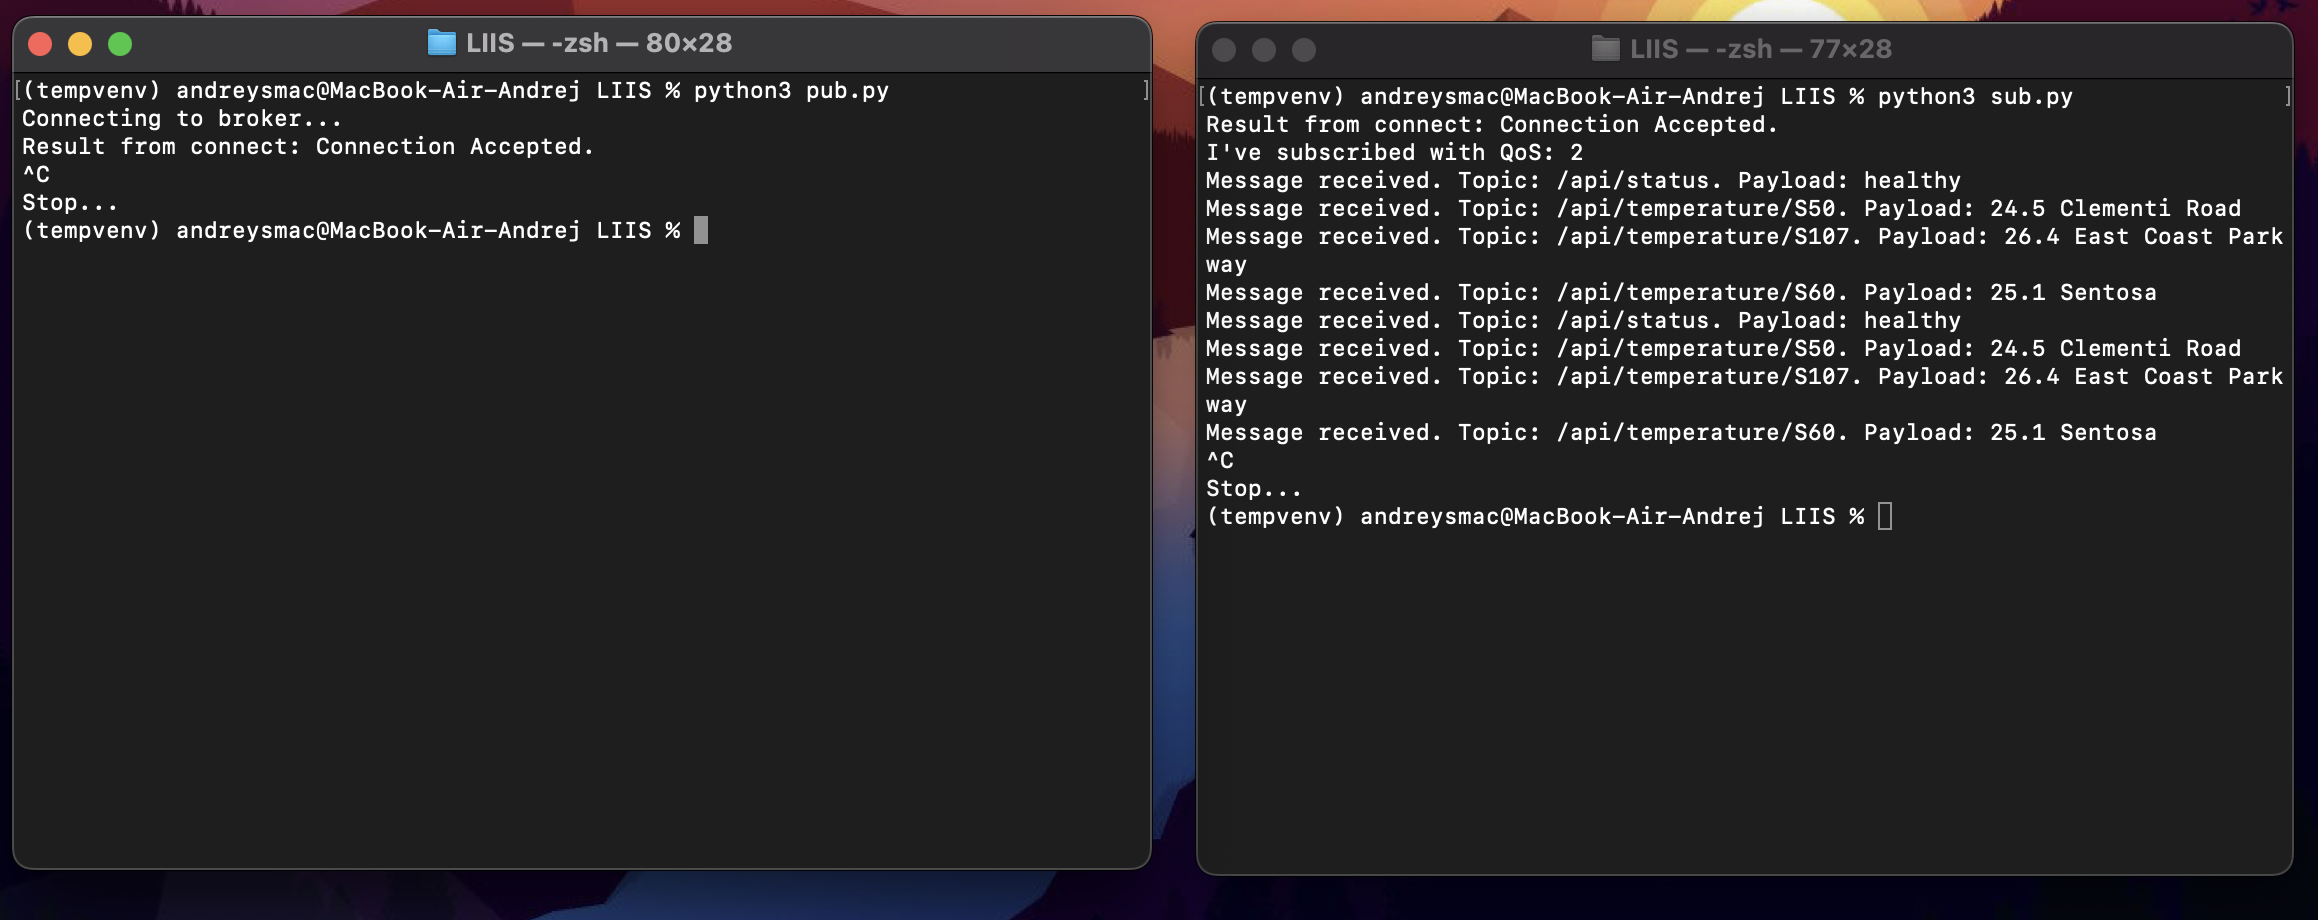 LIIS — -zsh — 80×28
(tempvenv) andreysmac@MacBook-Air-Andrej LIIS % python3 pub.py
Connecting to broker...
Result from connect: Connection Accepted.
^C
Stop...
(tempvenv) andreysmac@MacBook-Air-Andrej LIIS %
LIIS — -zsh — 77×28
(tempvenv) andreysmac@MacBook-Air-Andrej LIIS % python3 sub.py
Result from connect: Connection Accepted.
I've subscribed with QoS: 2
Message received. Topic: /api/status. Payload: healthy
Message received. Topic: /api/temperature/S50. Payload: 24.5 Clementi Road
Message received. Topic: /api/temperature/S107. Payload: 26.4 East Coast Park
way
Message received. Topic: /api/temperature/S60. Payload: 25.1 Sentosa
Message received. Topic: /api/status. Payload: healthy
Message received. Topic: /api/temperature/S50. Payload: 24.5 Clementi Road
Message received. Topic: /api/temperature/S107. Payload: 26.4 East Coast Park
way
Message received. Topic: /api/temperature/S60. Payload: 25.1 Sentosa
^C
Stop...
(tempvenv) andreysmac@MacBook-Air-Andrej LIIS %